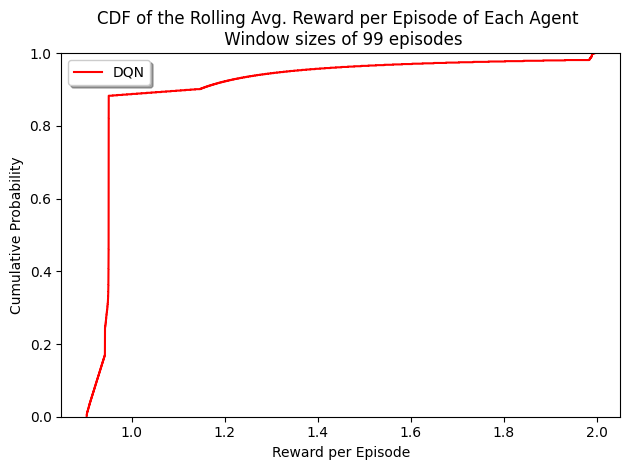 CDF of the Rolling Avg. Reward per Episode of Each Agent
Window sizes of 99 episodes
DQN
1.0
0.8
0.6
0.4
0.2
0.0
Cumulative Probability
1.0 1.2 1.4 1.6 1.8 2.0
Reward per Episode